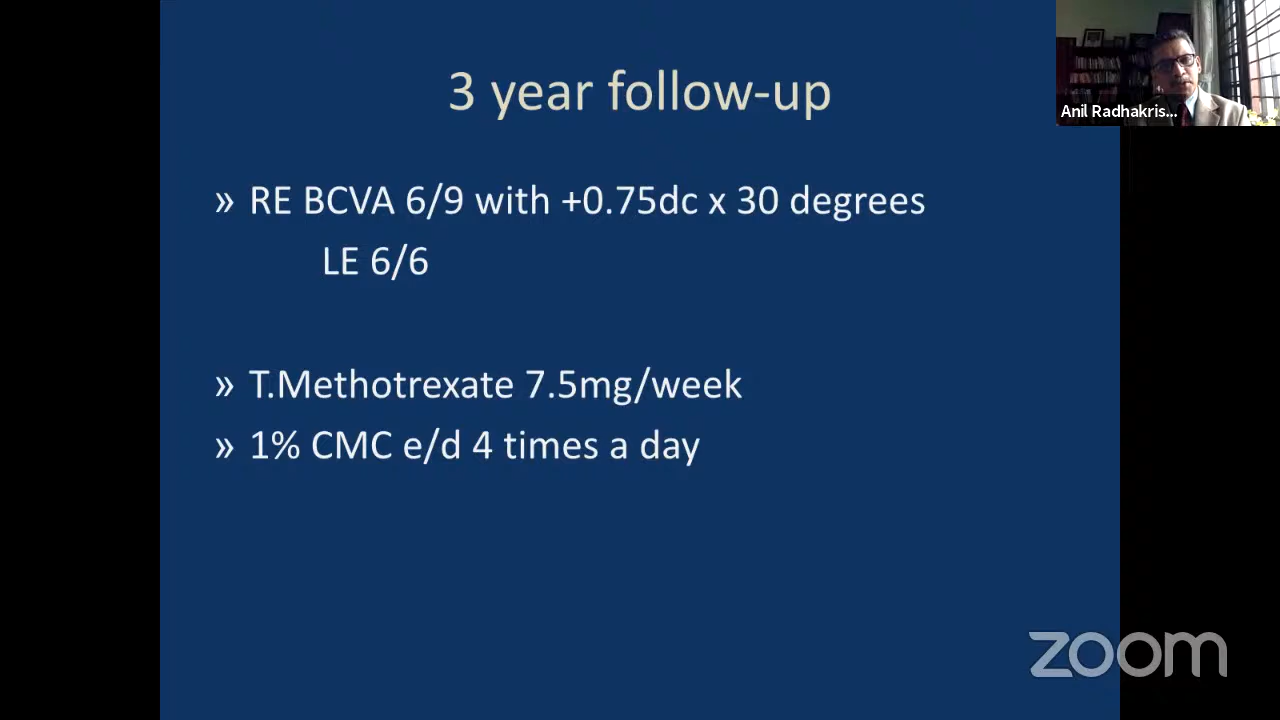 3 year follow-up
Anil Radhakris...
» RE BCVA 6/9 with +0.75dc x 30 degrees
LE 6/6
» T.Methotrexate 7.5mg/week
» 1% CMC e/d 4 times a day
zoom